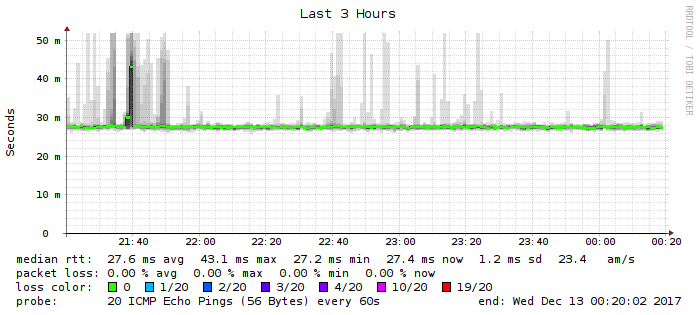 Last 3 Hours
RRDTOOL / TOBI OETIKER
Seconds
50 m
40 m
30 m
20 m
10 m
0
21:40 22:00 22:20 22:40 23:00 23:20 23:40 00:00 00:20
median rtt: 27.6 ms avg 43.1 ms max 27.2 ms min 27.4 ms now 1.2 ms sd 23.4 am/s
packet loss: 0.00 % avg 0.00 % max 0.00 % min 0.00 % now
loss color: 0 1/20 2/20 3/20 4/20 10/20 19/20
probe: 20 ICMP Echo Pings (56 Bytes) every 60s end: Wed Dec 13 00:20:02 2017